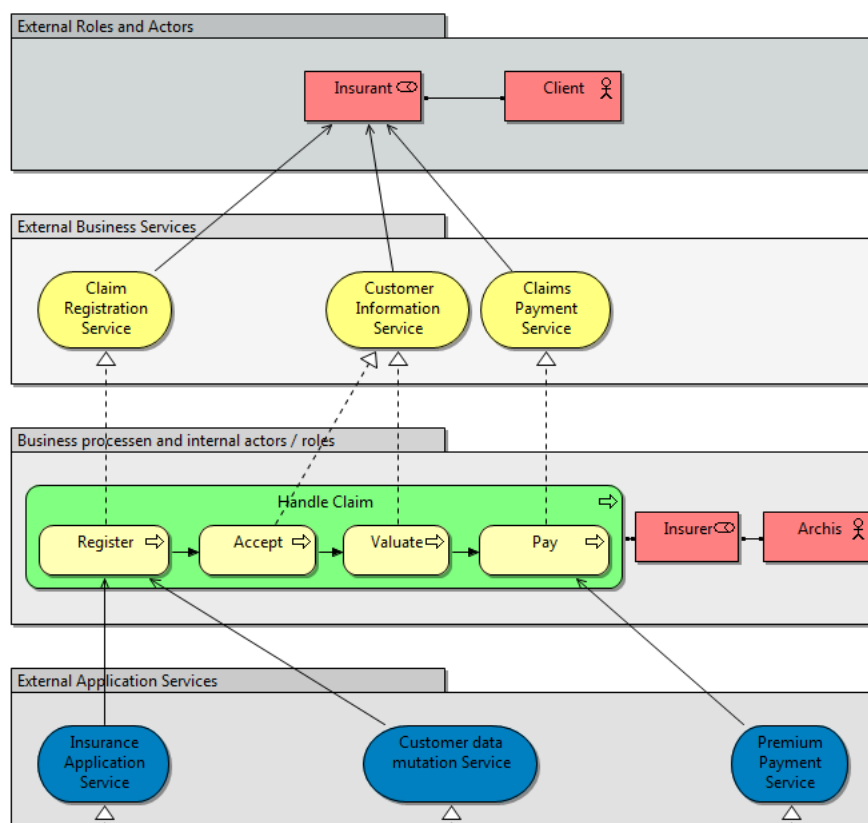 External Roles and Actors
Insurant
Client
External Business Services
Claim
Registration
Service
Customer
Information
Service
Claims
Payment
Service
Business processen and internal actors / roles
Handle Claim
Register
Accept
Valuate
Pay
Insurer
Archis
External Application Services
Insurance
Application
Service
Customer data
mutation Service
Premium
Payment
Service